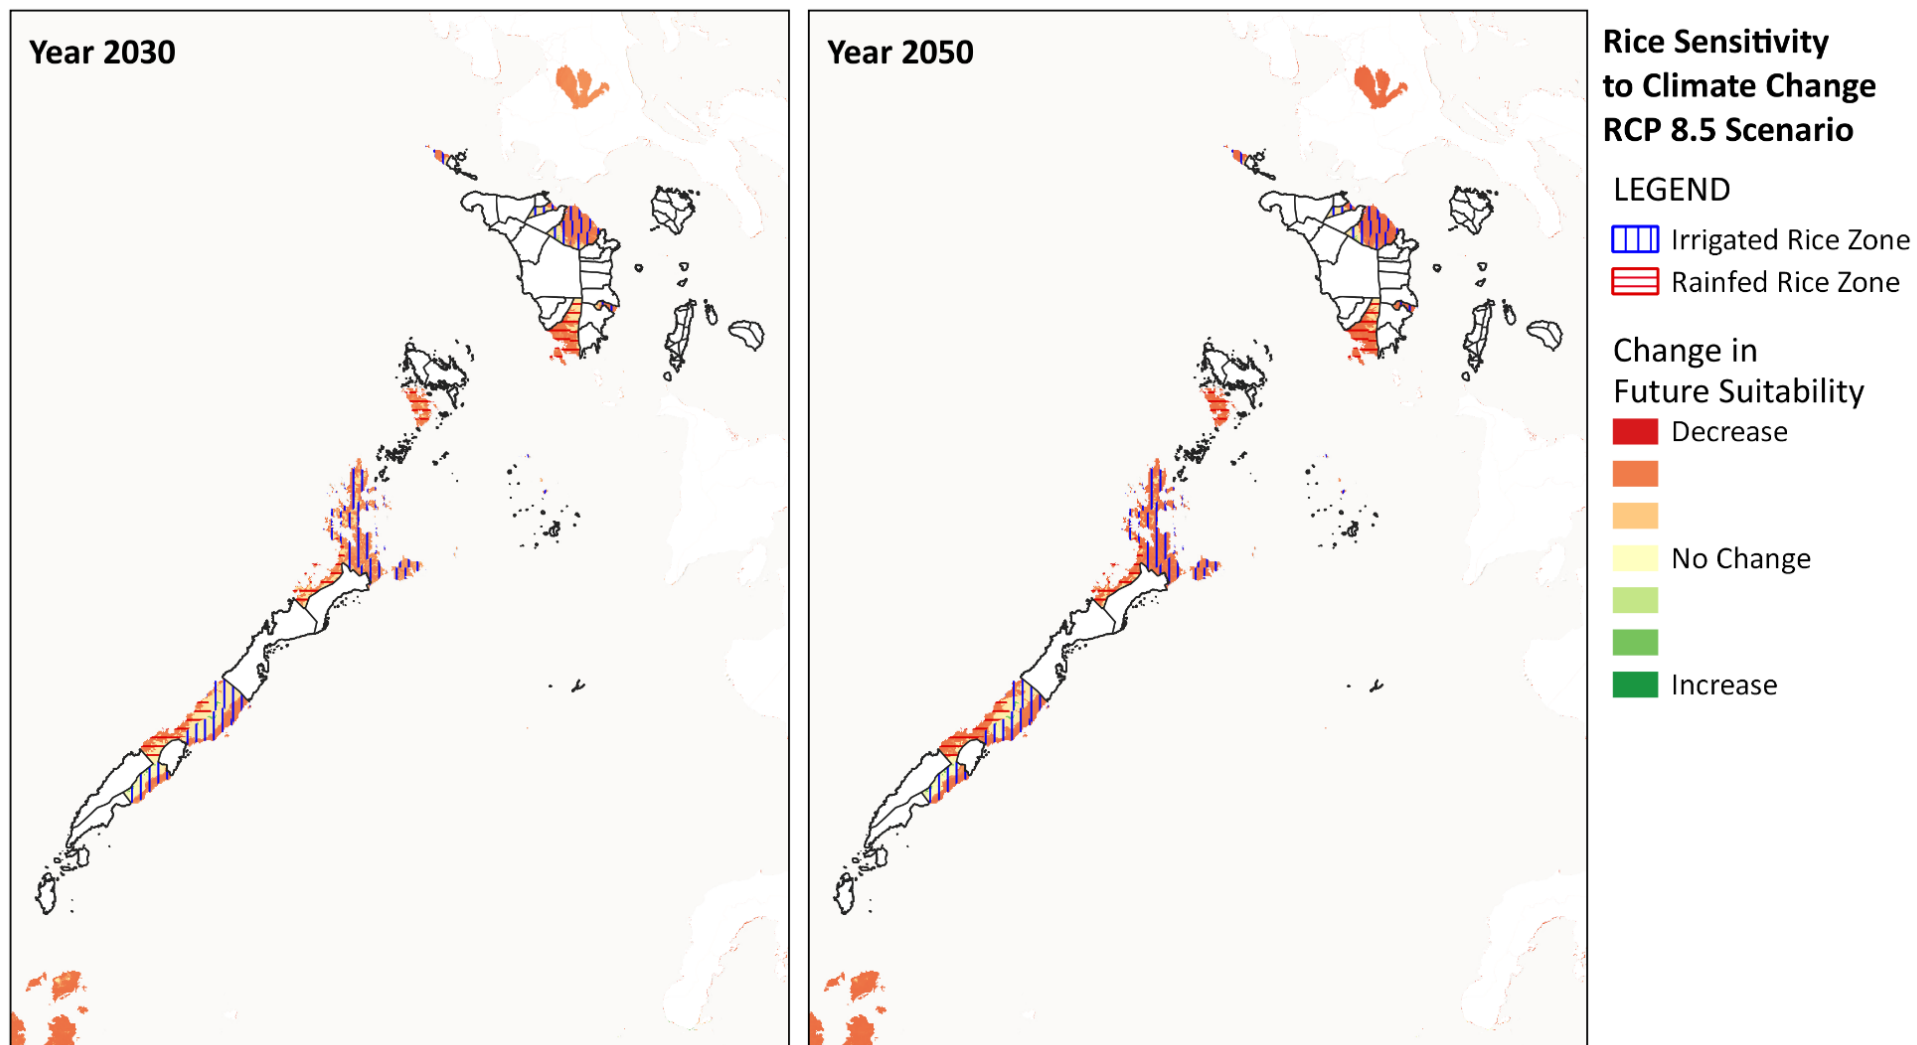 Year 2030
Year 2050
Rice Sensitivity
to Climate Change
RCP 8.5 Scenario
LEGEND
Irrigated Rice Zone
Rainfed Rice Zone
Change in
Future Suitability
Decrease
No Change
Increase